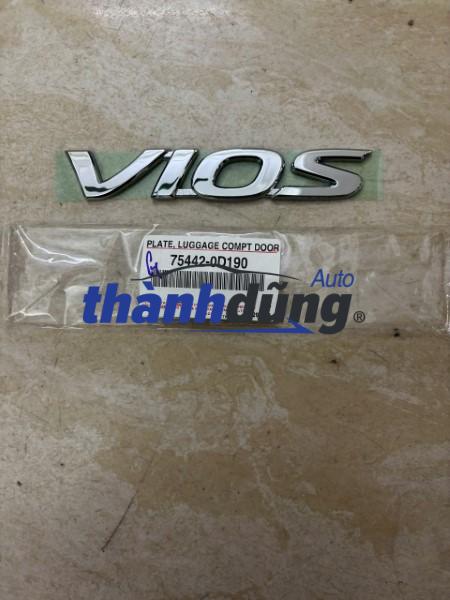 VIOS
PLATE, LUGGAGE COMPT DOOR
75442-0D190
Auto
thànhdũng®